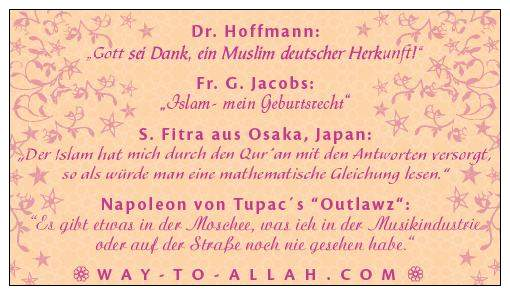 Dr. Hoffmann:
„Gott sei Dank, ein Muslim deutscher Herkunft!“
Fr. G. Jacobs:
„Islam- mein Geburtsrecht“
S. Fitra aus Osaka, Japan:
„Der Islam hat mich durch den Qur´an mit den Antworten versorgt,
so als würde man eine mathematische Gleichung lesen.“
Napoleon von Tupac´s “Outlawz“:
“Es gibt etwas in der Moschee, was ich in der Musikindustrie
oder auf der Straße noch nie gesehen habe.“
WAY-TO-ALLAH.COM